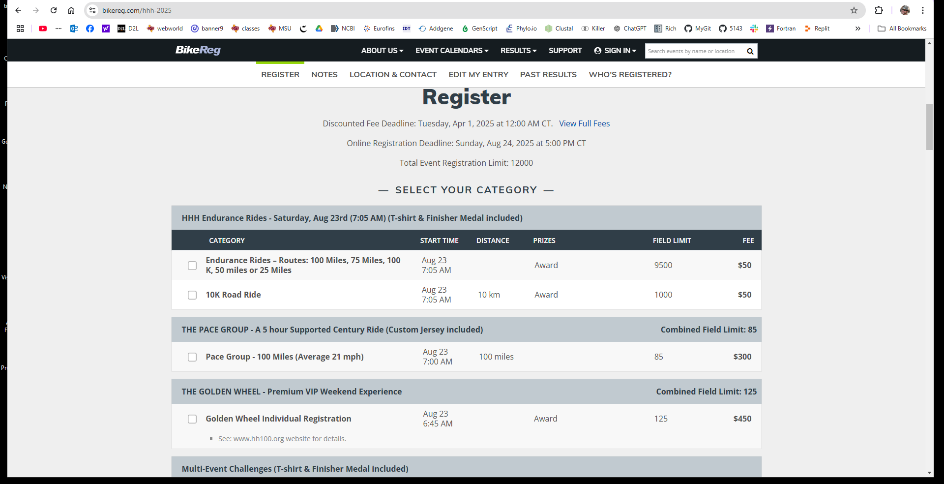 bikereg.com/hhh-2025
D2L webworld banner9 classes MSU NCBI Eurofins IDT Addgene GenScript Phylo.io Clustal Killer ChatGPT Rich MyGit 5143 Fortran Replit » All Bookmarks
BikeReg ABOUT US EVENT CALENDARS RESULTS SUPPORT SIGN IN Search events by name or location
REGISTER NOTES LOCATION & CONTACT EDIT MY ENTRY PAST RESULTS WHO'S REGISTERED?
Register
Discounted Fee Deadline: Tuesday, Apr 1, 2025 at 12:00 AM CT. View Full Fees
Online Registration Deadline: Sunday, Aug 24, 2025 at 5:00 PM CT
Total Event Registration Limit: 12000
— SELECT YOUR CATEGORY —
HHH Endurance Rides - Saturday, Aug 23rd (7:05 AM) (T-shirt & Finisher Medal included)
CATEGORY START TIME DISTANCE PRIZES FIELD LIMIT FEE
Endurance Rides – Routes: 100 Miles, 75 Miles, 100 Aug 23
K, 50 miles or 25 Miles 7:05 AM Award 9500 $50
10K Road Ride Aug 23 10 km Award 1000 $50
7:05 AM
THE PACE GROUP - A 5 hour Supported Century Ride (Custom Jersey included) Combined Field Limit: 85
Pace Group - 100 Miles (Average 21 mph) Aug 23 100 miles 85 $300
7:00 AM
THE GOLDEN WHEEL - Premium VIP Weekend Experience Combined Field Limit: 125
Golden Wheel Individual Registration Aug 23 Award 125 $450
6:45 AM
See: www.hh100.org website for details.
Multi-Event Challenges (T-shirt & Finisher Medal included)